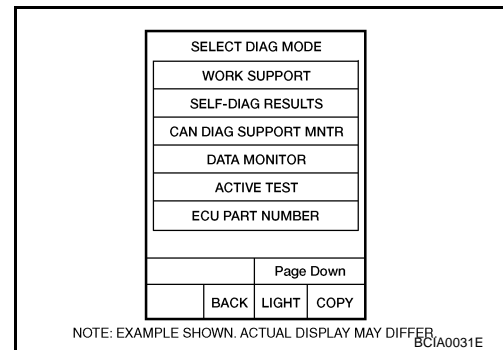 SELECT DIAG MODE
WORK SUPPORT
SELF-DIAG RESULTS
CAN DIAG SUPPORT MNTR
DATA MONITOR
ACTIVE TEST
ECU PART NUMBER
Page Down
BACK LIGHT COPY
NOTE: EXAMPLE SHOWN. ACTUAL DISPLAY MAY DIFFER.
BCIA0031E